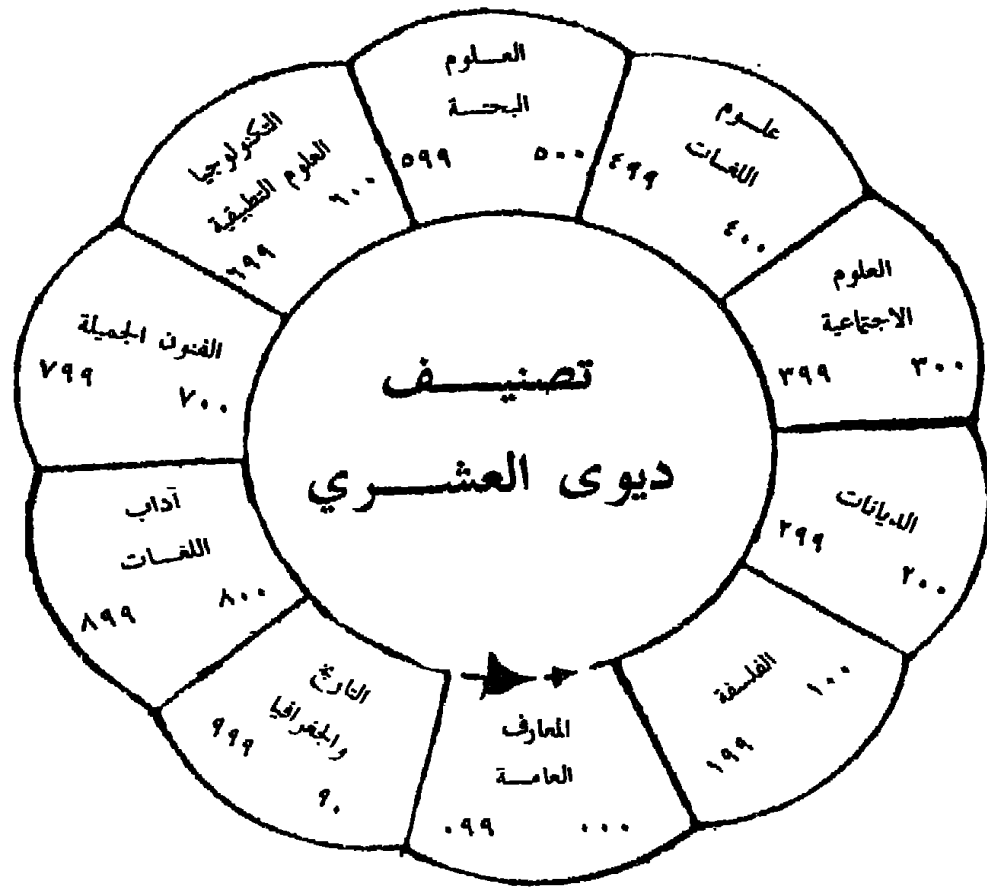 تصنيف
ديوى العشري
المعارف
العامة
٠٠٠ ٠٩٩
الفلسفة
١٠٠
١٩٩
الديانات
٢٠٠
٢٩٩
العلوم
الاجتماعية
٣٠٠ ٣٩٩
علوم
اللغات
٤٠٠
٤٩٩
العلوم
البحتة
٥٠٠ ٥٩٩
التكنولوجيا
العلوم التطبيقية
٦٠٠
٦٩٩
الفنون الجميلة
٧٠٠ ٧٩٩
آداب
اللغات
٨٠٠ ٨٩٩
التاريخ
والجغرافيا
٩٠
٩٩٩